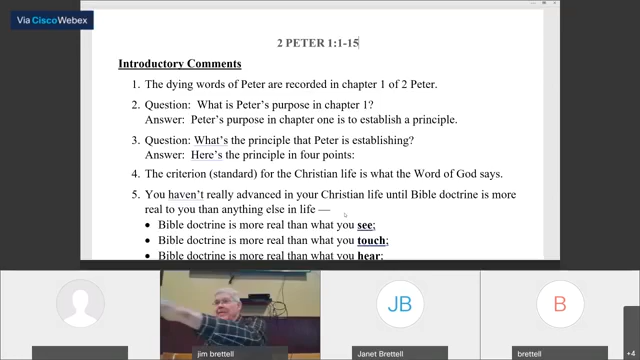 Via Cisco Webex
2 PETER 1:1-15
Introductory Comments
1. The dying words of Peter are recorded in chapter 1 of 2 Peter.
2. Question: What is Peter's purpose in chapter 1?
Answer: Peter's purpose in chapter one is to establish a principle.
3. Question: What's the principle that Peter is establishing?
Answer: Here's the principle in four points:
4. The criterion (standard) for the Christian life is what the Word of God says.
5. You haven't really advanced in your Christian life until Bible doctrine is more
real to you than anything else in life —
• Bible doctrine is more real than what you see;
• Bible doctrine is more real than what you touch;
• Bible doctrine is more real than what you hear;
JB
B
jim brettell
Janet Brettell
brettell
+4